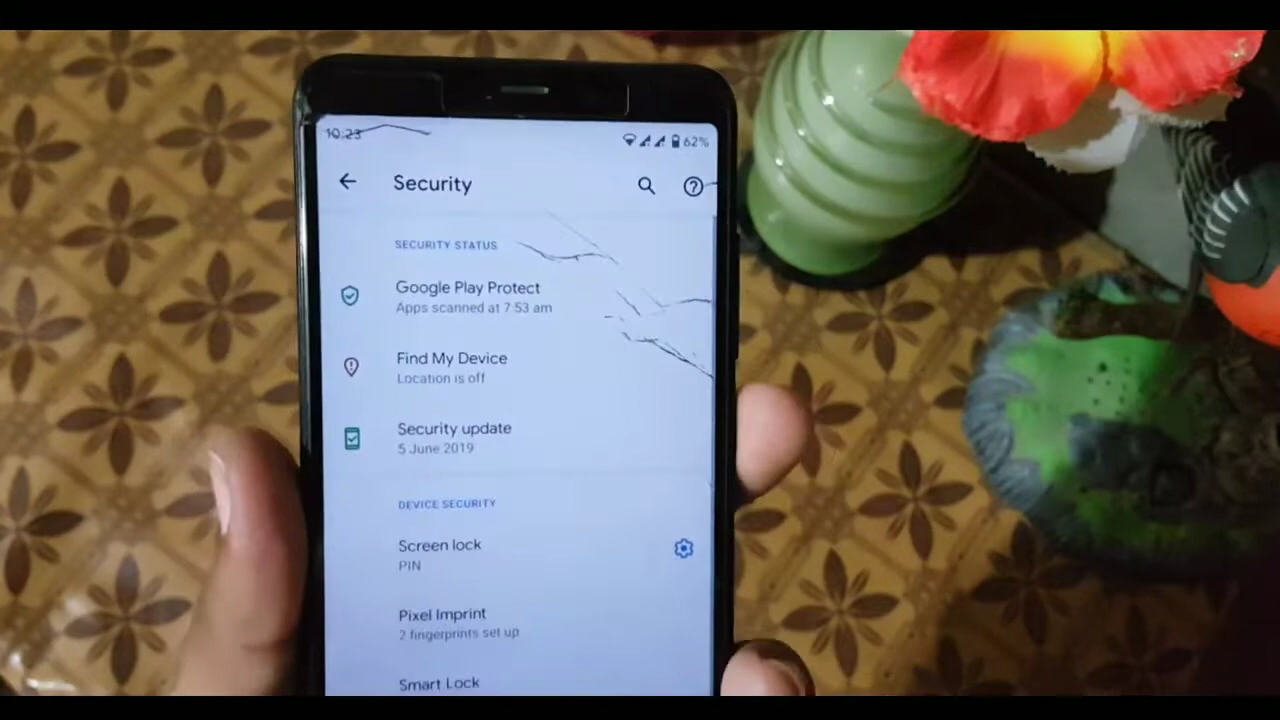 10:23
62%
Security
SECURITY STATUS
Google Play Protect
Apps scanned at 7:53 am
Find My Device
Location is off
Security update
5 June 2019
DEVICE SECURITY
Screen lock
PIN
Pixel Imprint
2 fingerprints set up
Smart Lock